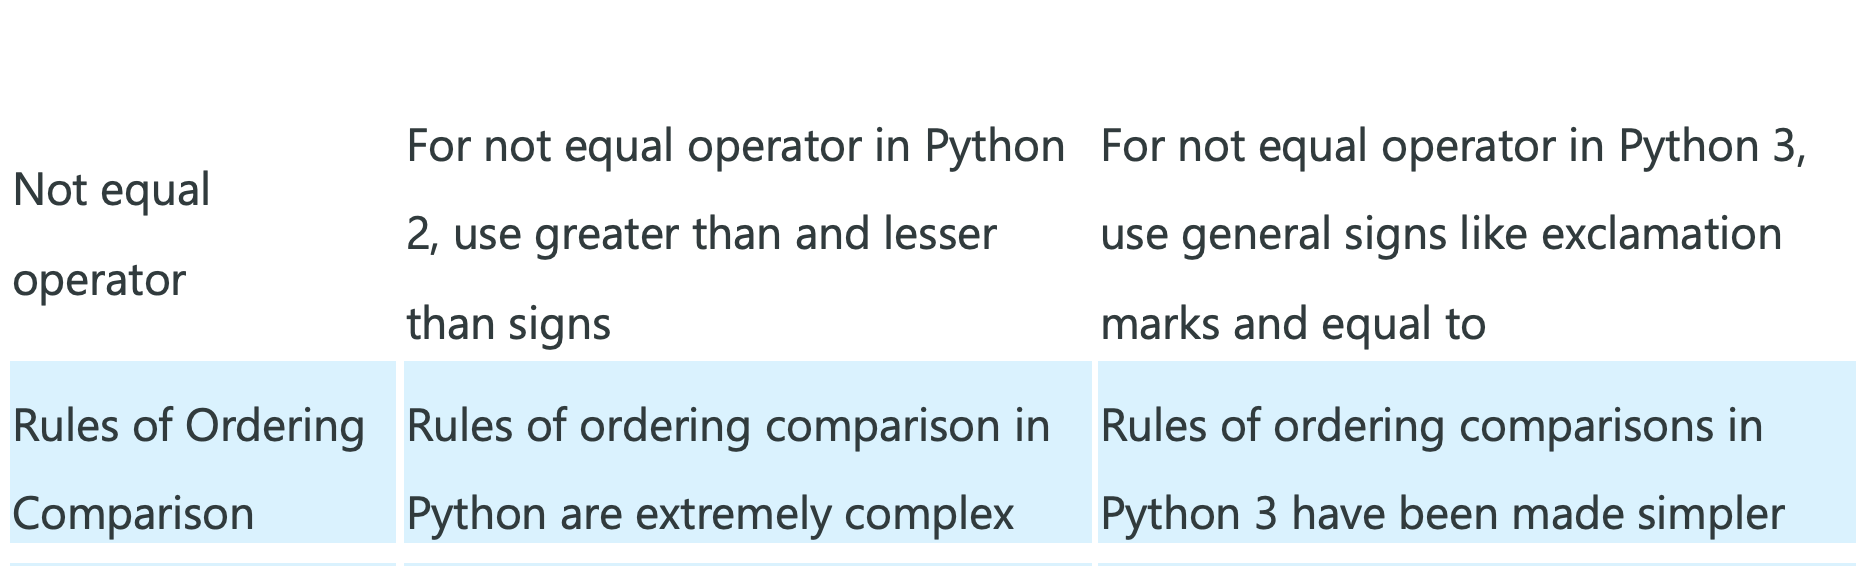 Not equal
operator
For not equal operator in Python
2, use greater than and lesser
than signs
For not equal operator in Python 3,
use general signs like exclamation
marks and equal to
Rules of Ordering
Comparison
Rules of ordering comparison in
Python are extremely complex
Rules of ordering comparisons in
Python 3 have been made simpler